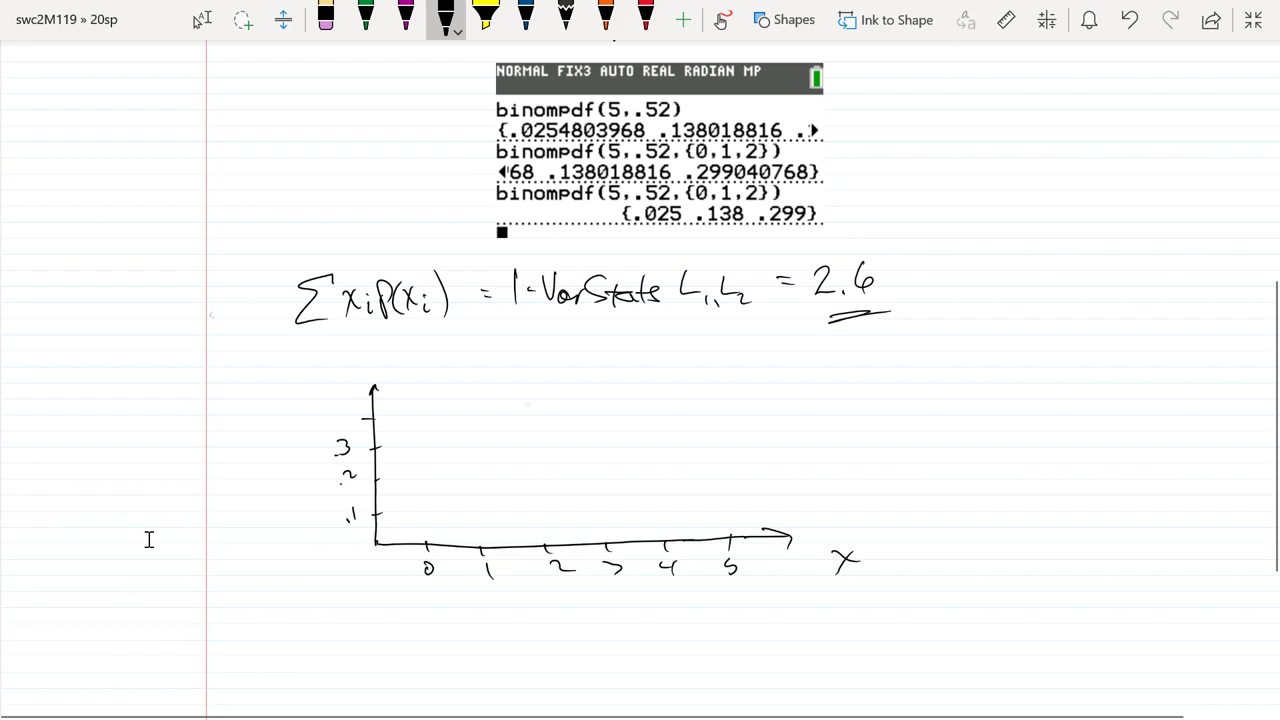 swc2M119 » 20sp
Shapes
Ink to Shape
NORMAL FIX3 AUTO REAL RADIAN MP
binompdf(5,.52)
{.0254803968 .138018816 .
binompdf(5,.52,{0,1,2})
68 .138018816 .299040768}
binompdf(5,.52,{0,1,2})
{.025 .138 .299}
∑ xᵢP(xᵢ) = 1-VarStats L₁,L₂ = 2.6
.3
.2
.1
0 1 2 3 4 5 x